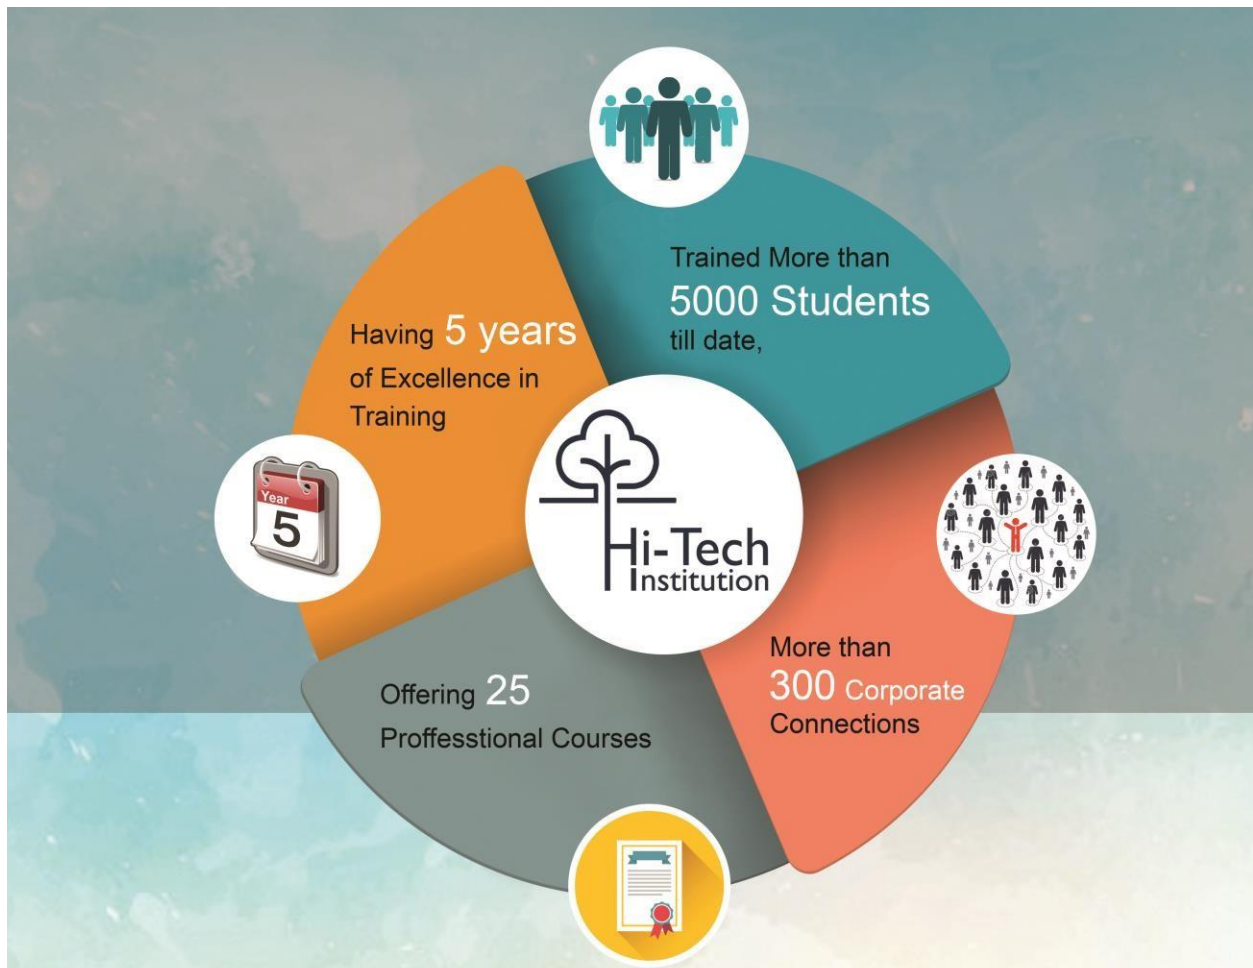 Trained More than
5000 Students
till date,
Having 5 years
of Excellence in
Training
Year
5
Hi-Tech
Institution
More than
300 Corporate
Connections
Offering 25
Proffesstional Courses